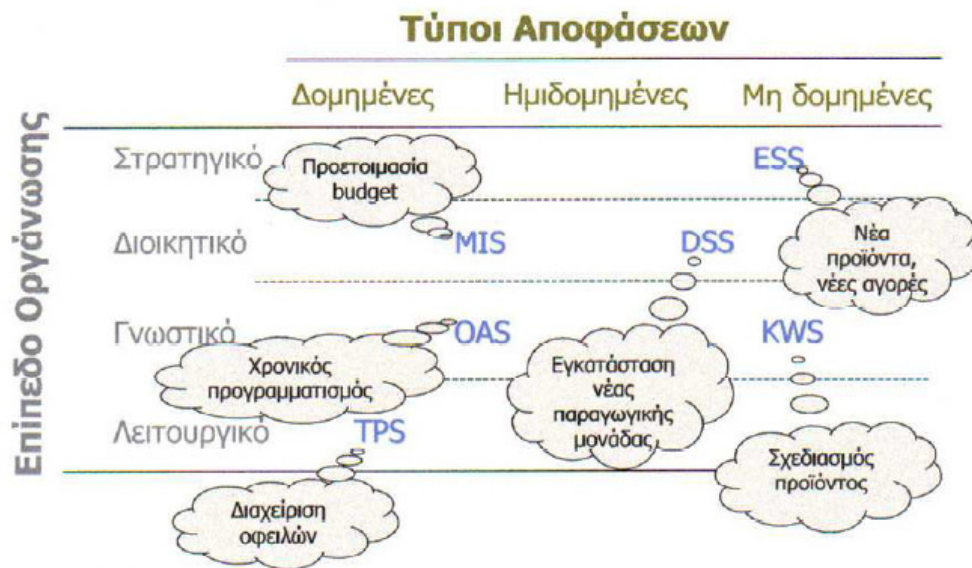 Τύποι Αποφάσεων
Δομημένες Ημιδομημένες Μη δομημένες
Επίπεδο Οργάνωσης
Στρατηγικό
Προετοιμασία
budget
ESS
Διοικητικό
MIS
DSS
Νέα
προϊόντα,
νέες αγορές
Γνωστικό
OAS
KWS
Χρονικός
προγραμματισμός
Εγκατάσταση
νέας
παραγωγικής
μονάδας
Λειτουργικό
TPS
Σχεδιασμός
προϊόντος
Διαχείριση
οφειλών